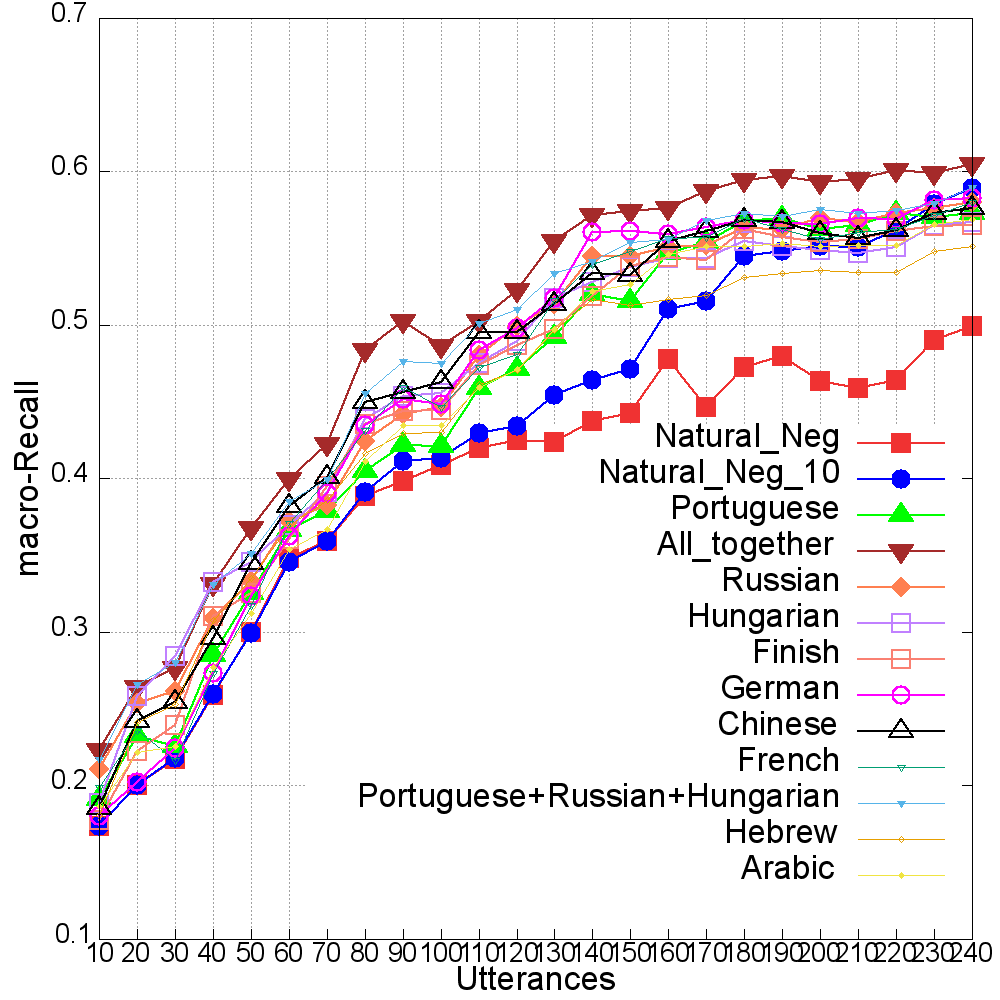 0.7
0.6
0.5
0.4
0.3
0.2
0.1
macro-Recall
Natural_Neg
Natural_Neg_10
Portuguese
All_together
Russian
Hungarian
Finish
German
Chinese
French
Portuguese+Russian+Hungarian
Hebrew
Arabic
10 20 30 40 50 60 70 80 90 100 110 120 130 140 150 160 170 180 190 200 210 220 230 240
Utterances